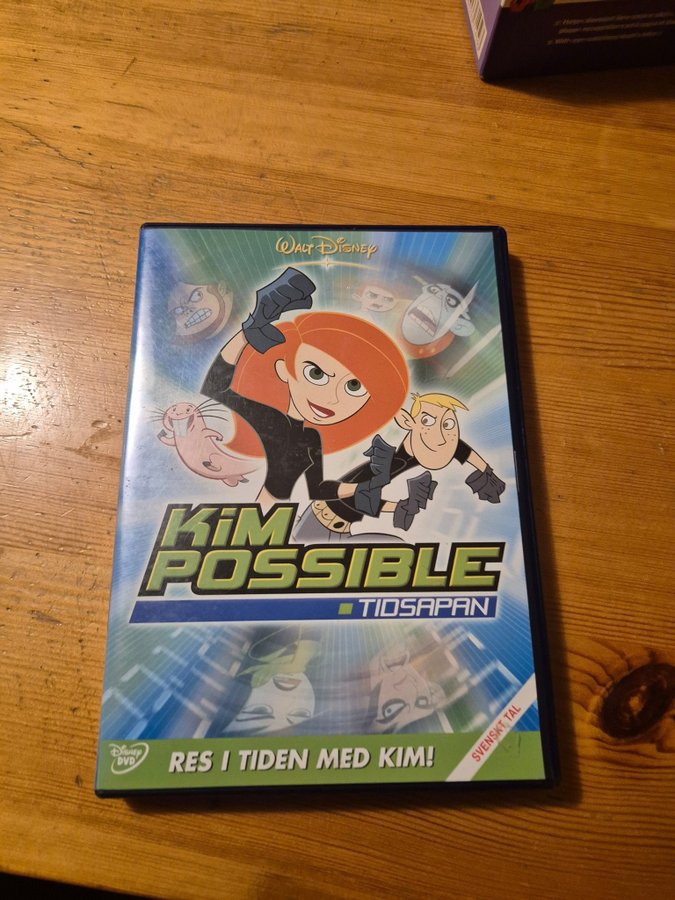 WALT DISNEY
KiM
POSSIBLE
TIDSAPAN
SVENSKT TAL
Disney
DVD
RES I TIDEN MED KIM!